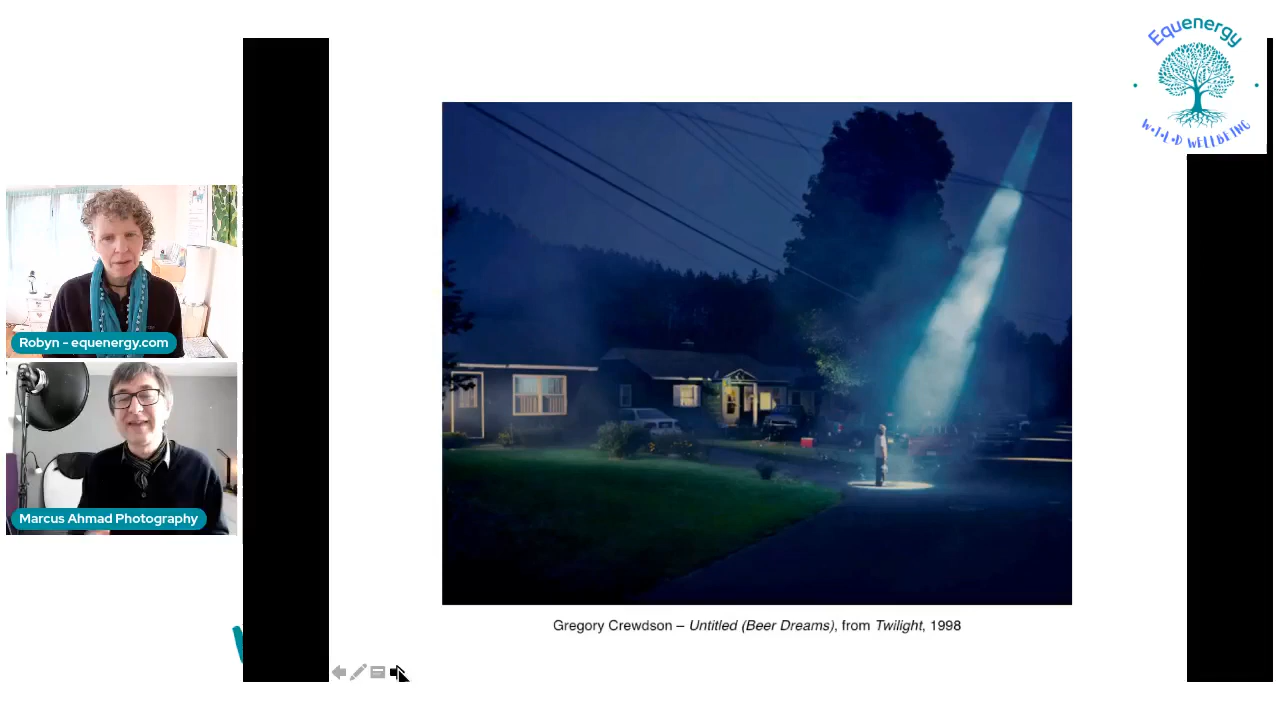 Equenergy
W·I·L·D WELLBEING
Robyn - equenergy.com
Marcus Ahmad Photography
Gregory Crewdson – Untitled (Beer Dreams), from Twilight, 1998